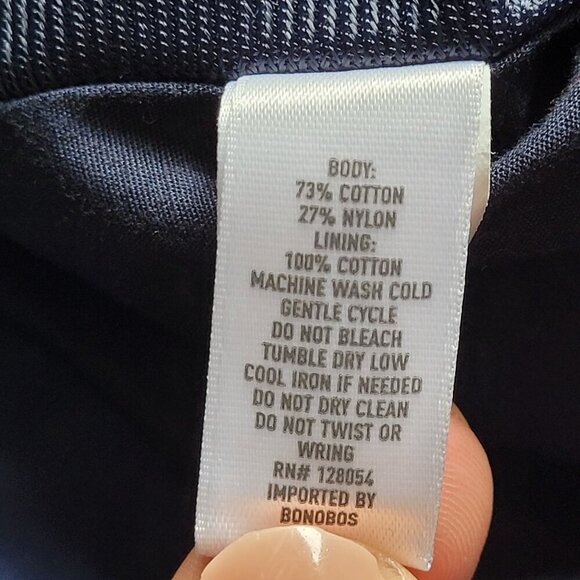 BODY:
73% COTTON
27% NYLON
LINING:
100% COTTON
MACHINE WASH COLD
GENTLE CYCLE
DO NOT BLEACH
TUMBLE DRY LOW
COOL IRON IF NEEDED
DO NOT DRY CLEAN
DO NOT TWIST OR
WRING
RN# 128054
IMPORTED BY
BONOBOS